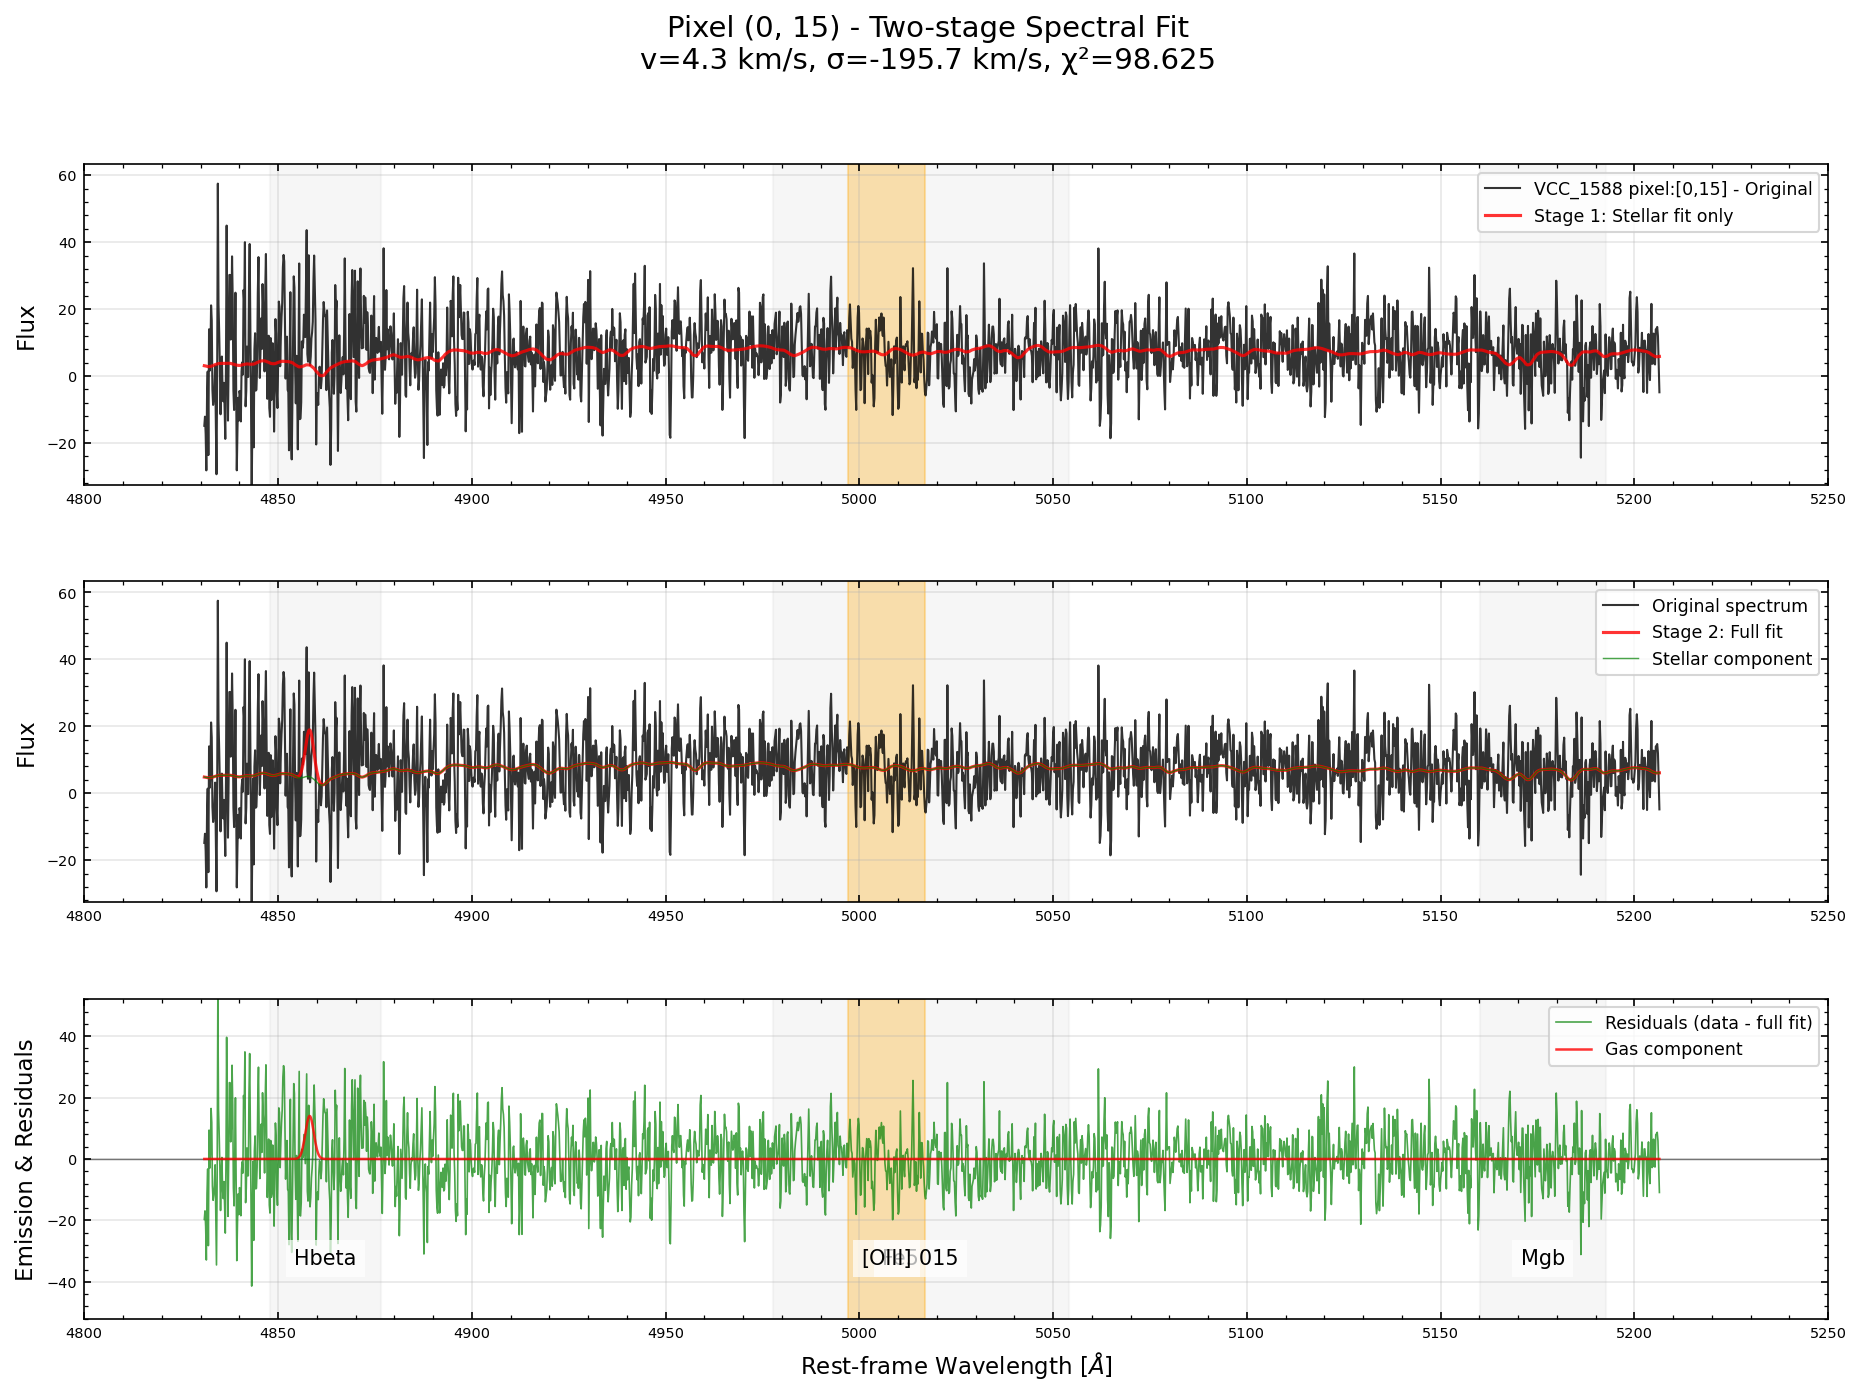 Pixel (0, 15) - Two-stage Spectral Fit
v=4.3 km/s, σ=-195.7 km/s, χ²=98.625
Flux
60
40
20
0
−20
VCC_1588 pixel:[0,15] - Original
Stage 1: Stellar fit only
4800 4850 4900 4950 5000 5050 5100 5150 5200 5250
Flux
60
40
20
0
−20
Original spectrum
Stage 2: Full fit
Stellar component
4800 4850 4900 4950 5000 5050 5100 5150 5200 5250
Emission & Residuals
40
20
0
−20
−40
Residuals (data - full fit)
Gas component
Hbeta
[OIII]
Fe5015
Mgb
4800 4850 4900 4950 5000 5050 5100 5150 5200 5250
Rest-frame Wavelength [Å]